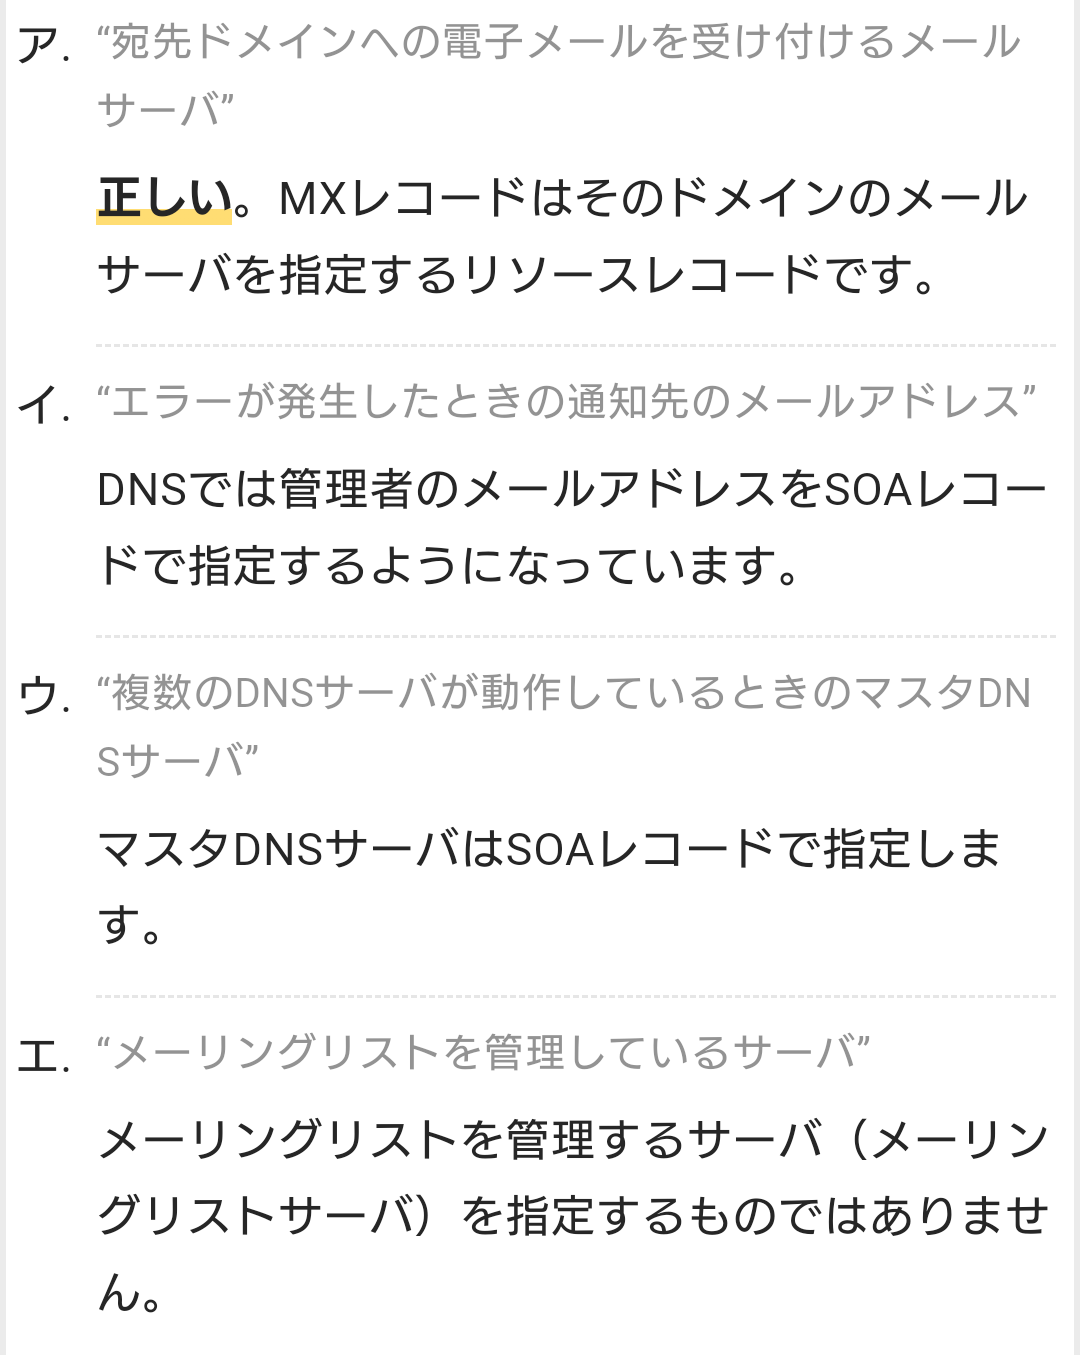 ア. “宛先ドメインへの電子メールを受け付けるメール
サーバ”
正しい。MXレコードはそのドメインのメール
サーバを指定するリソースレコードです。
イ. “エラーが発生したときの通知先のメールアドレス”
DNSでは管理者のメールアドレスをSOAレコー
ドで指定するようになっています。
ウ. “複数のDNSサーバが動作しているときのマスタDN
Sサーバ”
マスタDNSサーバはSOAレコードで指定しま
す。
エ. “メーリングリストを管理しているサーバ”
メーリングリストを管理するサーバ（メーリン
グリストサーバ）を指定するものではありませ
ん。